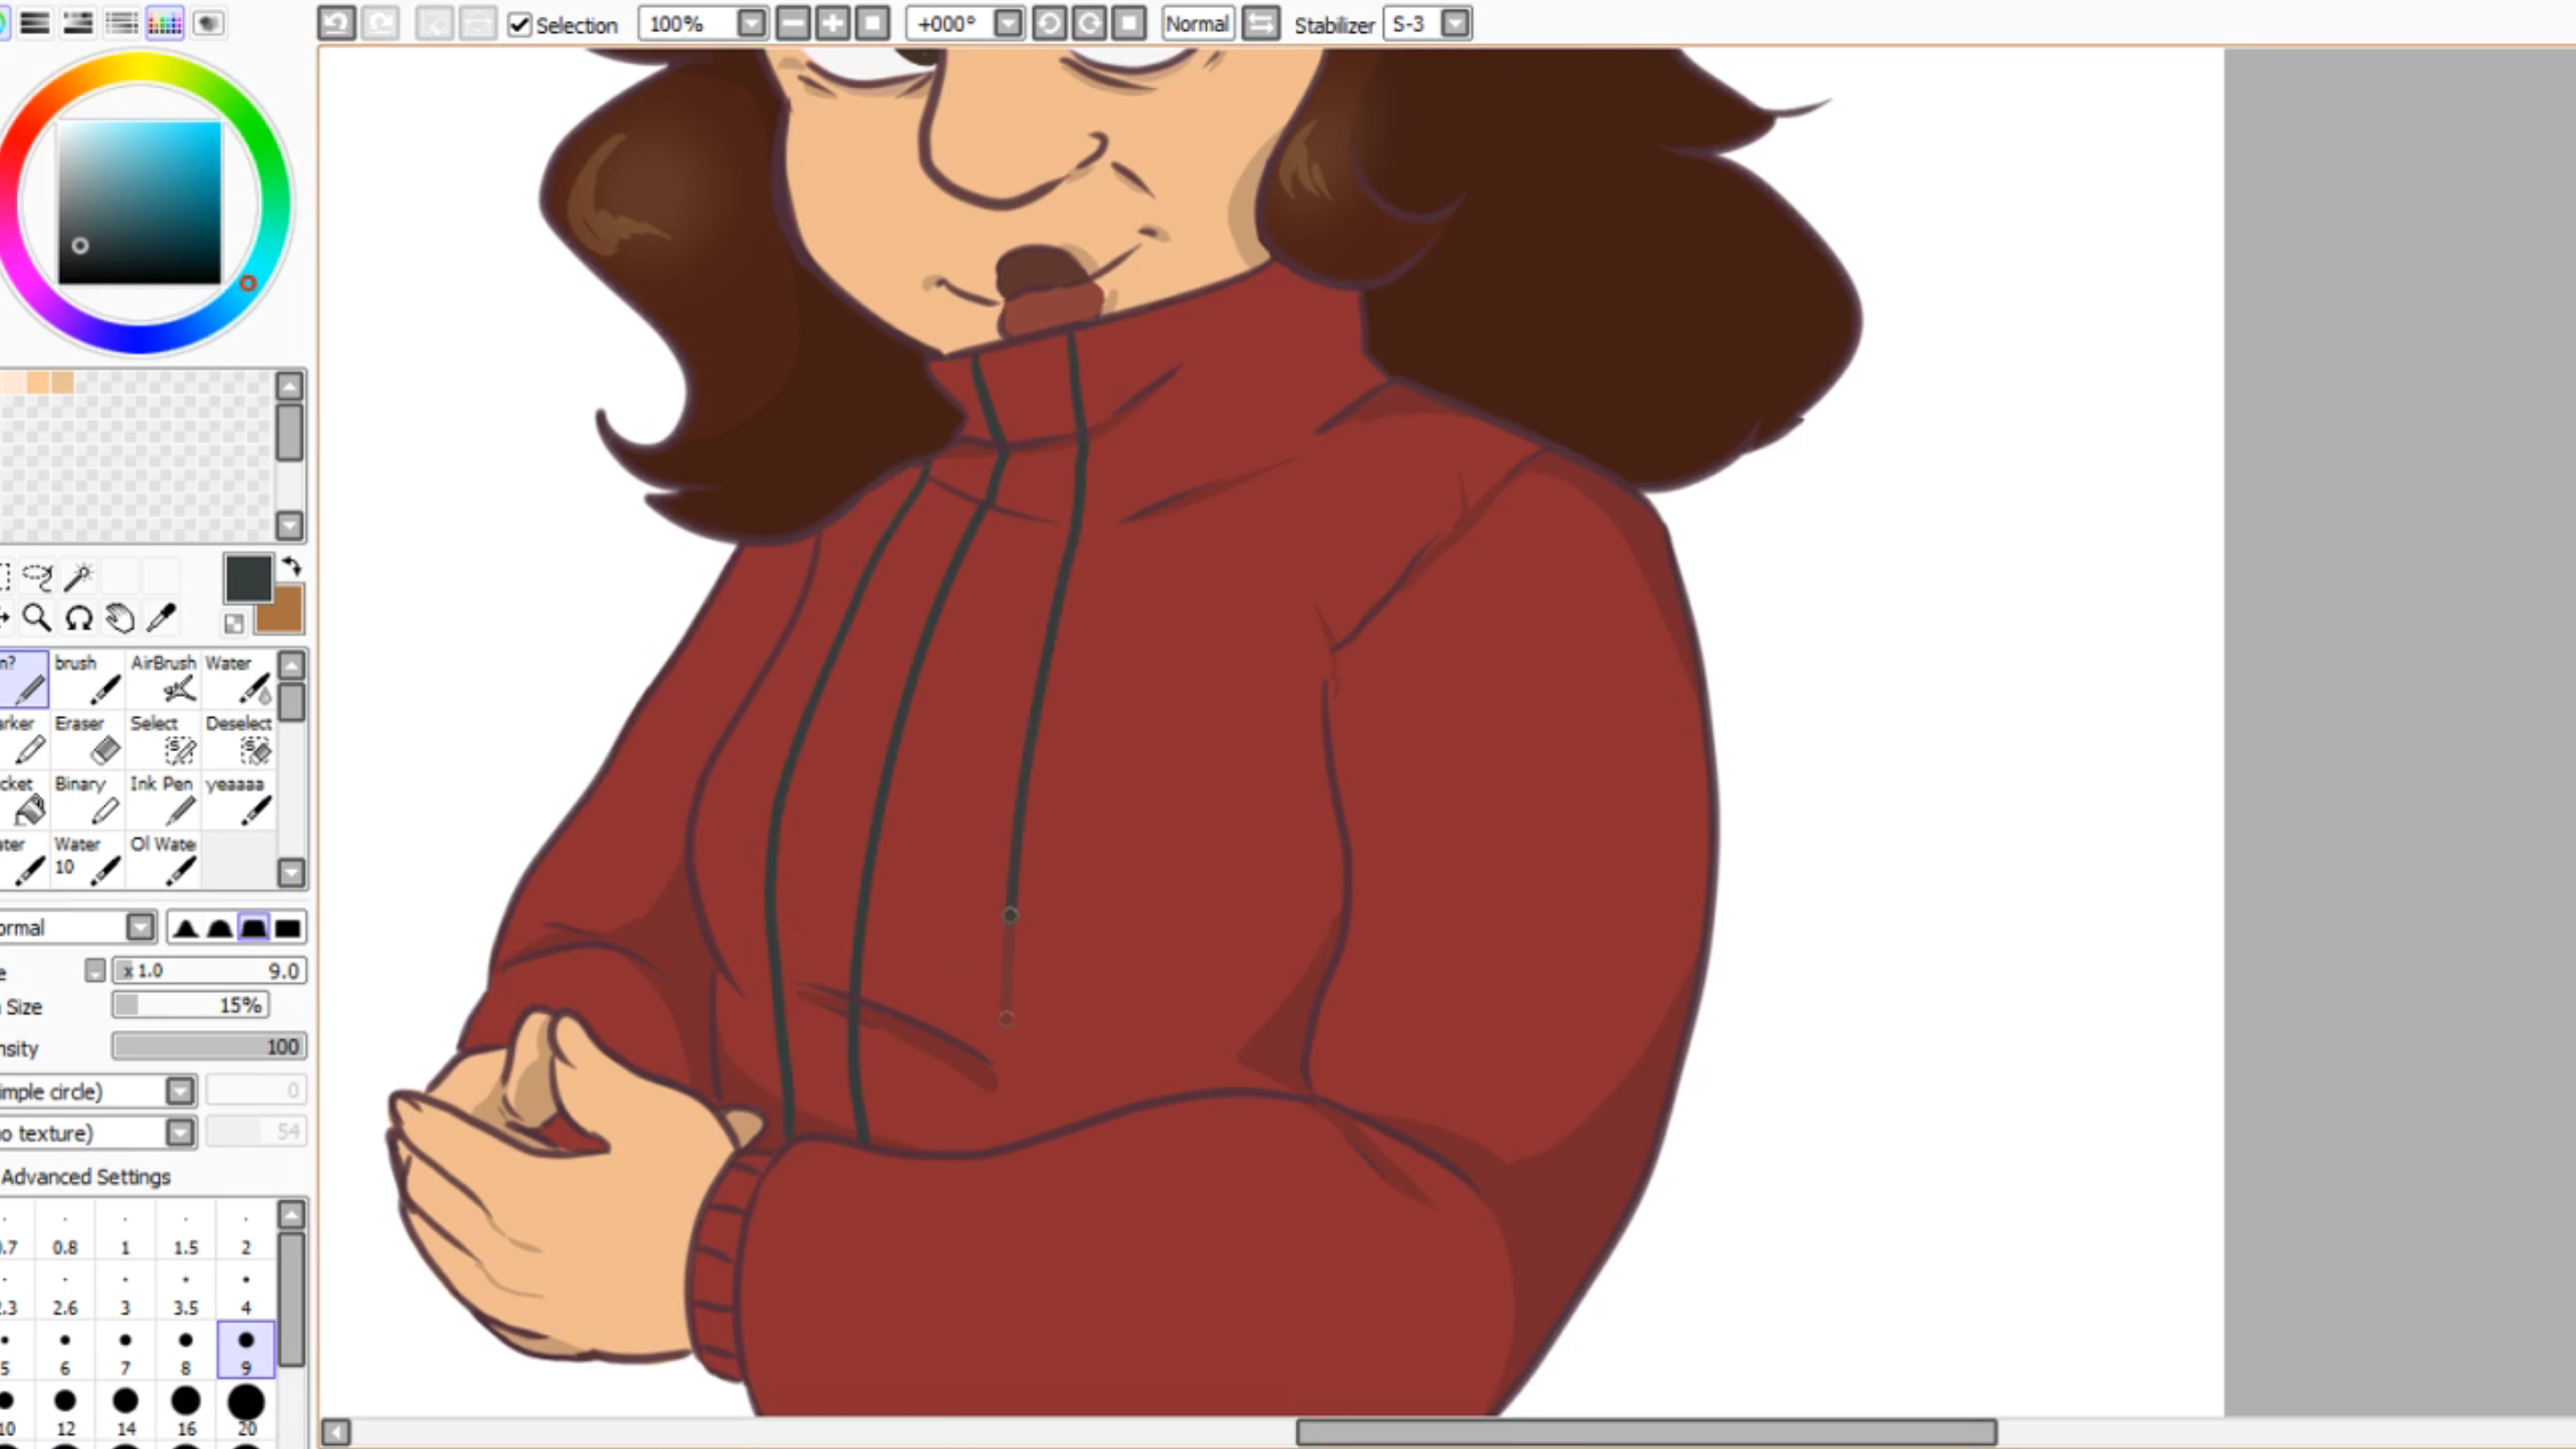 Selection 100% +000° Normal Stabilizer S-3
n? brush AirBrush Water
rker Eraser Select Deselect
cket Binary Ink Pen yeaaaa
ater Water 10 Ol Wate
ormal
e x 1.0 9.0
Size 15%
nsity 100
imple circle) 0
o texture) 54
Advanced Settings
0.7 0.8 1 1.5 2
2.3 2.6 3 3.5 4
5 6 7 8 9
10 12 14 16 20